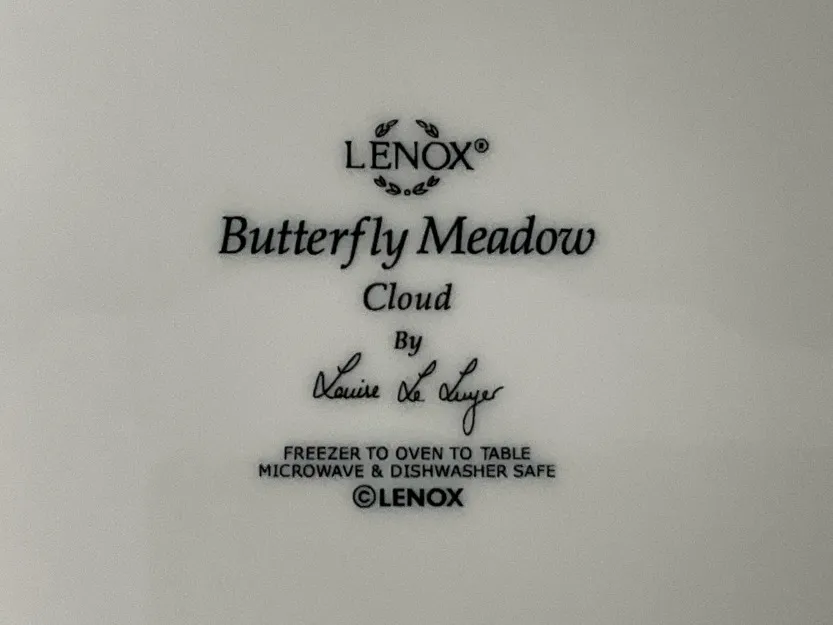 LENOX®
Butterfly Meadow
Cloud
By
Louise Le Luyer
FREEZER TO OVEN TO TABLE
MICROWAVE & DISHWASHER SAFE
©LENOX